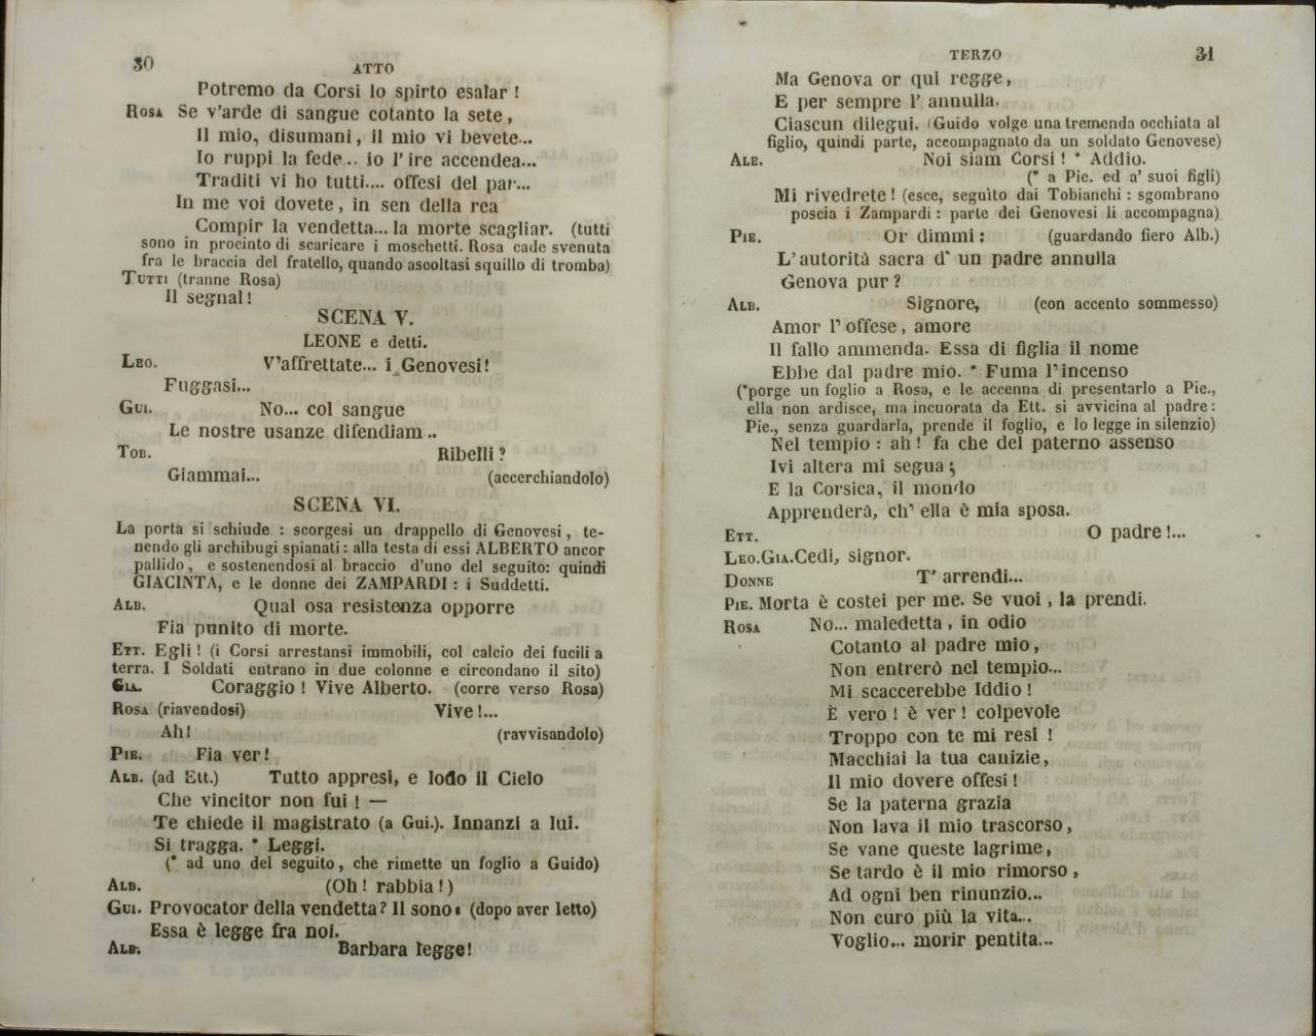 30
ATTO
Potremo da Corsi lo spirto esalar !
ROSA Se v'arde di sangue cotanto la sete,
Il mio, disumani, il mio vi bevete...
Io ruppi la fede.. io l'ire accendea...
Traditi vi ho tutti.... offesi del par...
In me voi dovete, in sen della rea
Compir la vendetta... la morte scagliar. (tutti
sono in procinto di scaricare i moschetti. Rosa cade svenuta
fra le braccia del fratello, quando ascoltasi squillo di tromba)
TUTTI (tranne Rosa)
Il segnal!
SCENA V.
LEONE e detti.
LEO. V'affrettate... i Genovesi!
Fuggasi...
GUI. No... col sangue
Le nostre usanze difendiam..
TOB. Ribelli?
Giammai... (accerchiandolo)
SCENA VI.
La porta si schiude : scorgesi un drappello di Genovesi, te-
nendo gli archibugi spianati : alla testa di essi ALBERTO ancor
pallido, e sostenendosi al braccio d'uno del seguito: quindi
GIACINTA, e le donne dei ZAMPARDI : i Suddetti.
ALB. Qual osa resistenza opporre
Fia punito di morte.
ETT. Egli! (i Corsi arrestansi immobili, col calcio dei fucili a
terra. I Soldati entrano in due colonne e circondano il sito)
GIA. Coraggio! Vive Alberto. (corre verso Rosa)
ROSA (riavendosi) Vive!...
Ah! (ravvisandolo)
PIE. Fia ver!
ALB. (ad Ett.) Tutto appresi, e lodo il Cielo
Che vincitor non fui! —
Te chiede il magistrato (a Gui.). Innanzi a lui.
Si tragga. * Leggi.
(* ad uno del seguito, che rimette un foglio a Guido)
ALB. (Oh! rabbia!)
GUI. Provocator della vendetta? Il sono: (dopo aver letto)
Essa è legge fra noi.
ALB. Barbara legge!
TERZO
31
Ma Genova or qui regge,
E per sempre l' annulla.
Ciascun dilegui. (Guido volge una tremenda occhiata al
figlio, quindi parte, accompagnato da un soldato Genovese)
ALE. Noi siam Corsi! * Addio.
(* a Pie. ed a' suoi figli)
Mi rivedrete! (esce, seguito dai Tobianchi : sgombrano
poscia i Zampardi : parte dei Genovesi li accompagna)
PIE. Or dimmi: (guardando fiero Alb.)
L'autorità sacra d' un padre annulla
Genova pur?
ALB. Signore, (con accento sommesso)
Amor l'offese, amore
Il fallo ammenda. Essa di figlia il nome
Ebbe dal padre mio. * Fuma l'incenso
(*porge un foglio a Rosa, e le accenna di presentarlo a Pie.,
ella non ardisce, ma incuorata da Ett. si avvicina al padre:
Pie., senza guardarla, prende il foglio, e lo legge in silenzio)
Nel tempio : ah! fa che del paterno assenso
Ivi altera mi segua;
E la Corsica, il mondo
Apprenderà, ch' ella è mia sposa.
ETT. O padre!...
LEO.GIA.Cedi, signor.
DONNE T' arrendi...
PIE. Morta è costei per me. Se vuoi, la prendi.
ROSA No... maledetta, in odio
Cotanto al padre mio,
Non entrerò nel tempio...
Mi scaccerebbe Iddio!
È vero! è ver! colpevole
Troppo con te mi resi !
Macchiai la tua canizie,
Il mio dovere offesi!
Se la paterna grazia
Non lava il mio trascorso,
Se vane queste lagrime,
Se tardo è il mio rimorso,
Ad ogni ben rinunzio...
Non curo più la vita...
Voglio... morir pentita...